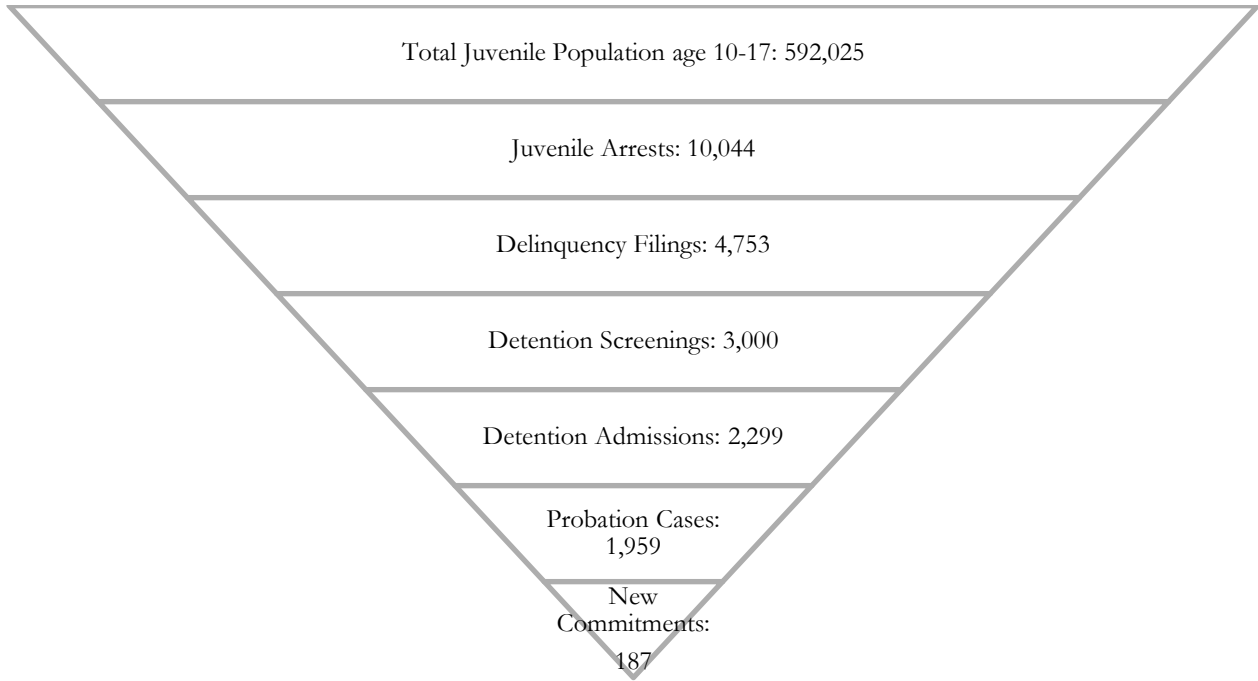 Total Juvenile Population age 10-17: 592,025
Juvenile Arrests: 10,044
Delinquency Filings: 4,753
Detention Screenings: 3,000
Detention Admissions: 2,299
Probation Cases:
1,959
New
Commitments:
187